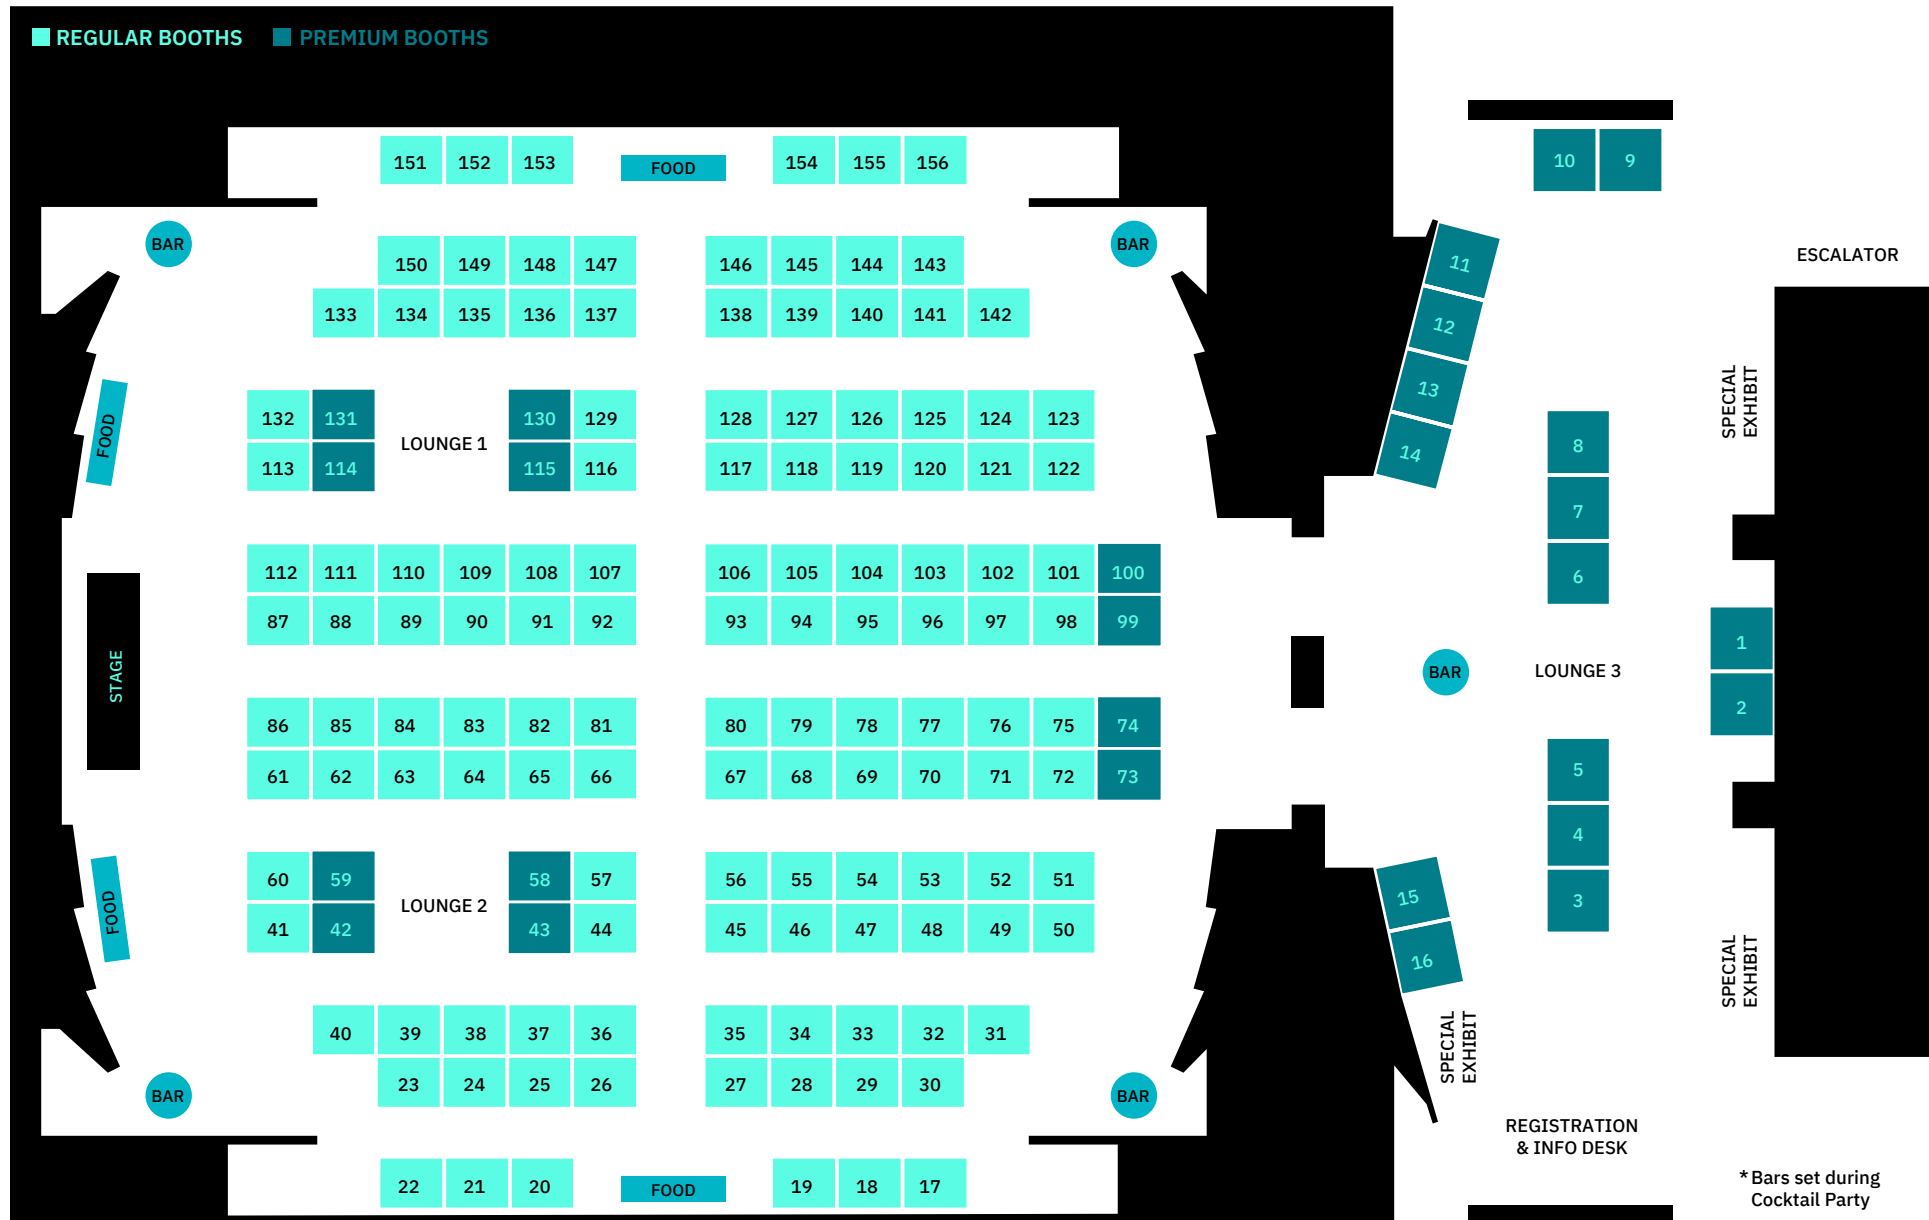 REGULAR BOOTHS PREMIUM BOOTHS
151 152 153 FOOD 154 155 156
10 9
BAR BAR
150 149 148 147 146 145 144 143
11
ESCALATOR
133 134 135 136 137 138 139 140 141 142
12
13
132 131 130 129 128 127 126 125 124 123
SPECIAL
EXHIBIT
FOOD
LOUNGE 1
8
14
113 114 115 116 117 118 119 120 121 122
7
112 111 110 109 108 107 106 105 104 103 102 101 100
6
87 88 89 90 91 92 93 94 95 96 97 98 99
1
STAGE
BAR
LOUNGE 3
2
86 85 84 83 82 81 80 79 78 77 76 75 74
5
61 62 63 64 65 66 67 68 69 70 71 72 73
4
60 59 58 57 56 55 54 53 52 51
15
3
FOOD
LOUNGE 2
41 42 43 44 45 46 47 48 49 50
16
SPECIAL
EXHIBIT
40 39 38 37 36 35 34 33 32 31
SPECIAL
EXHIBIT
23 24 25 26 27 28 29 30
BAR BAR
REGISTRATION
& INFO DESK
22 21 20 FOOD 19 18 17
*Bars set during
Cocktail Party